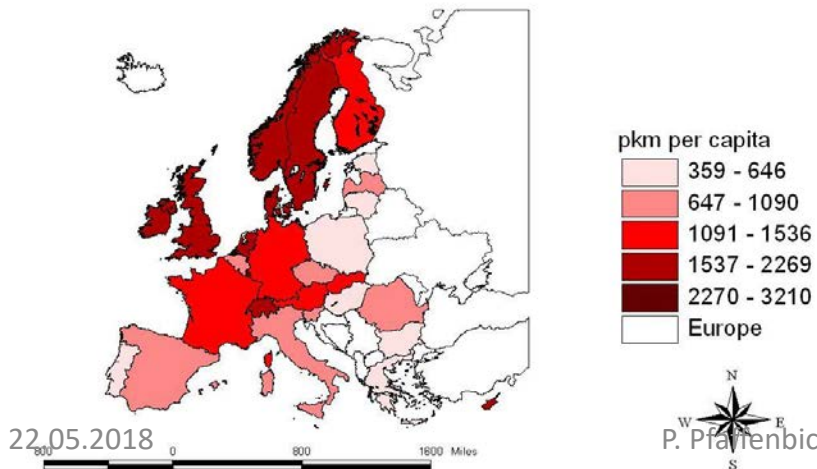 pkm per capita
359 - 646
647 - 1090
1091 - 1536
1537 - 2269
2270 - 3210
Europe
N
W E
S
22.05.2018
P.
800 0 800 1600 Miles